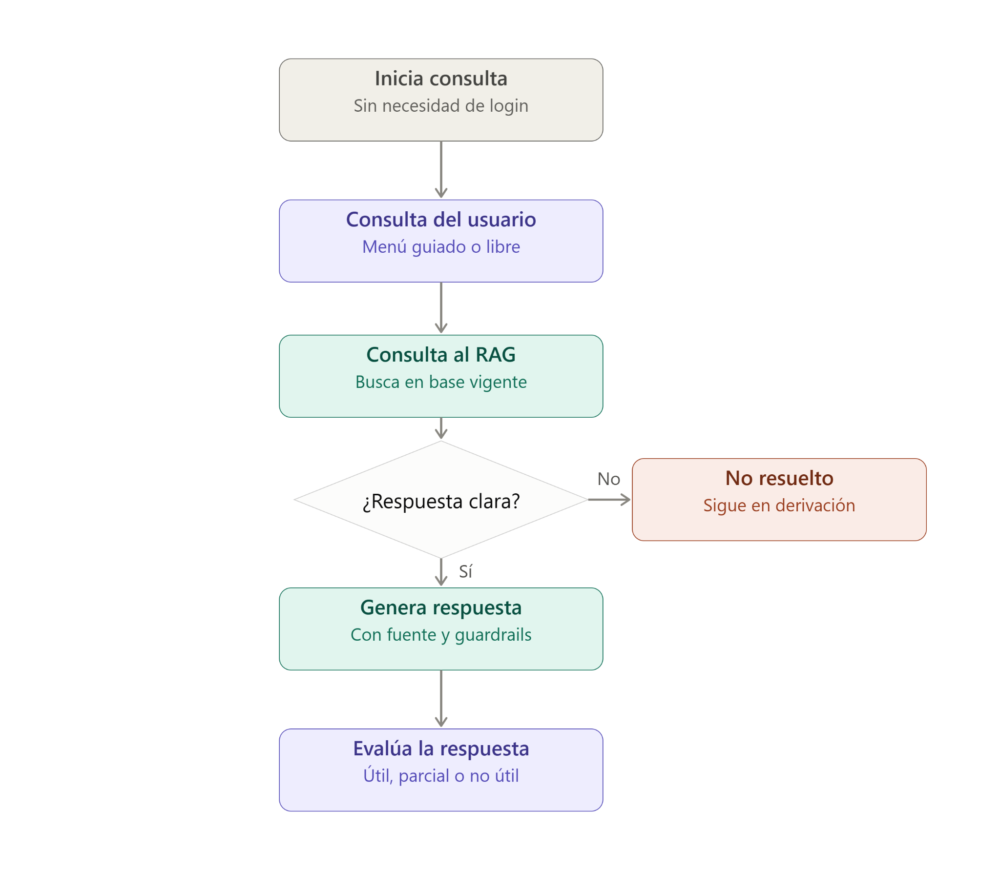 Inicia consulta
Sin necesidad de login
Consulta del usuario
Menú guiado o libre
Consulta al RAG
Busca en base vigente
¿Respuesta clara?
No
No resuelto
Sigue en derivación
Sí
Genera respuesta
Con fuente y guardrails
Evalúa la respuesta
Útil, parcial o no útil